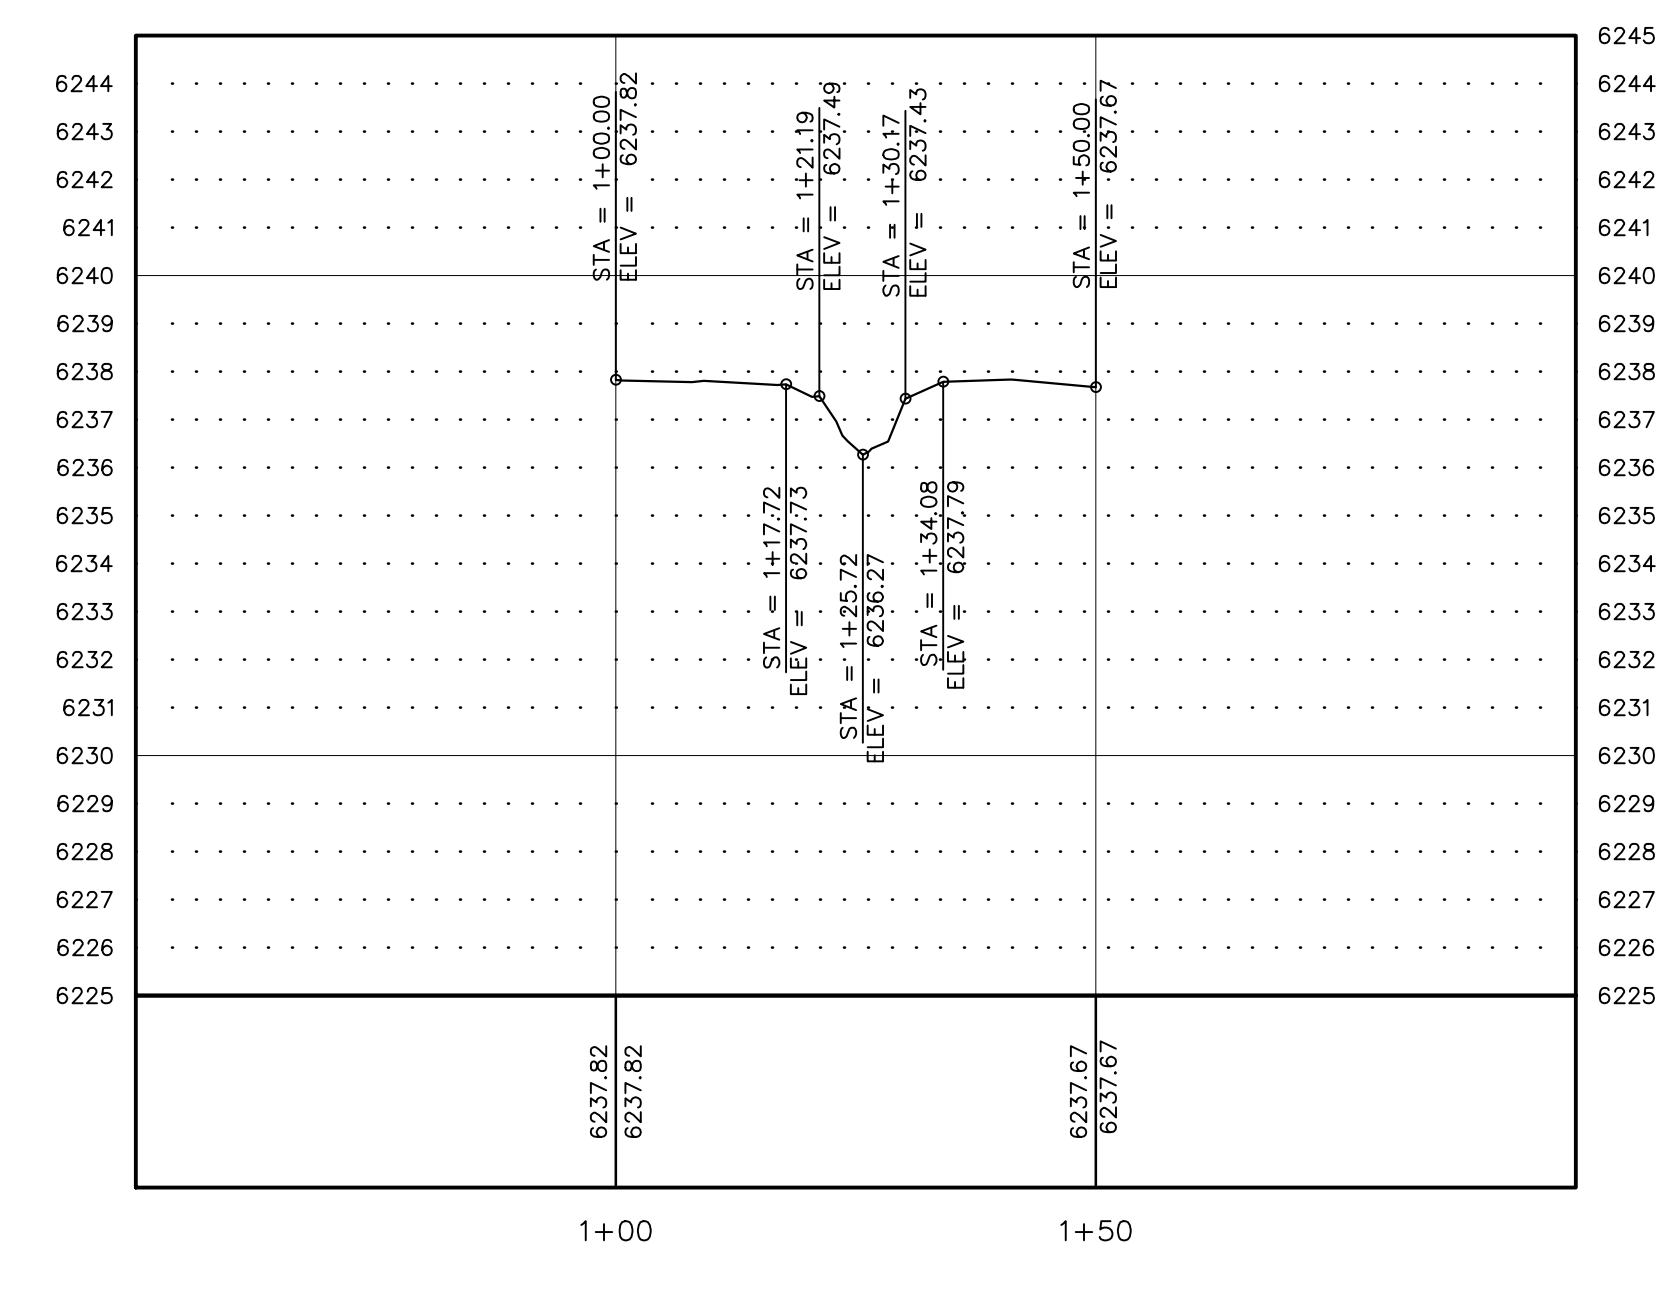 6245
6244 6244
6243 6243
6242 6242
6241 6241
6240 6240
6239 6239
6238 6238
6237 6237
6236 6236
6235 6235
6234 6234
6233 6233
6232 6232
6231 6231
6230 6230
6229 6229
6228 6228
6227 6227
6226 6226
6225 6225
STA = 1+00.00
ELEV = 6237.82
STA = 1+17.72
ELEV = 6237.73
STA = 1+21.19
ELEV = 6237.49
STA = 1+25.72
ELEV = 6236.27
STA = 1+30.17
ELEV = 6237.43
STA = 1+34.08
ELEV = 6237.79
STA = 1+50.00
ELEV = 6237.67
6237.82
6237.82
6237.67
6237.67
1+00 1+50